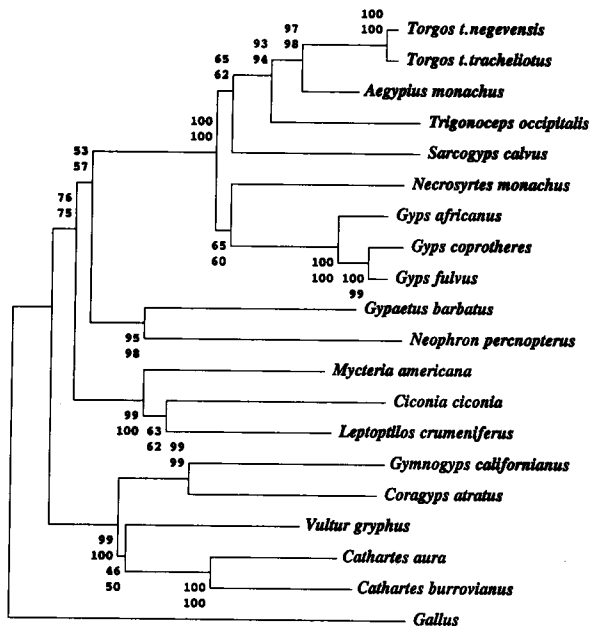 100
100
Torgos t.negevensis
97
98
93
94
Torgos t.tracheliotus
65
62
Aegypius monachus
100
100
Trigonoceps occipitalis
53
57
Sarcogyps calvus
76
75
Necrosyrtes monachus
Gyps africanus
65
60
Gyps coprotheres
100
100
100
99
Gyps fulvus
Gypaetus barbatus
95
98
Neophron percnopterus
Mycteria americana
Ciconia ciconia
99
100
63
62
Leptoptilos crumeniferus
99
99
Gymnogyps californianus
Coragyps atratus
Vultur gryphus
99
100
46
50
Cathartes aura
100
100
Cathartes burrovianus
Gallus